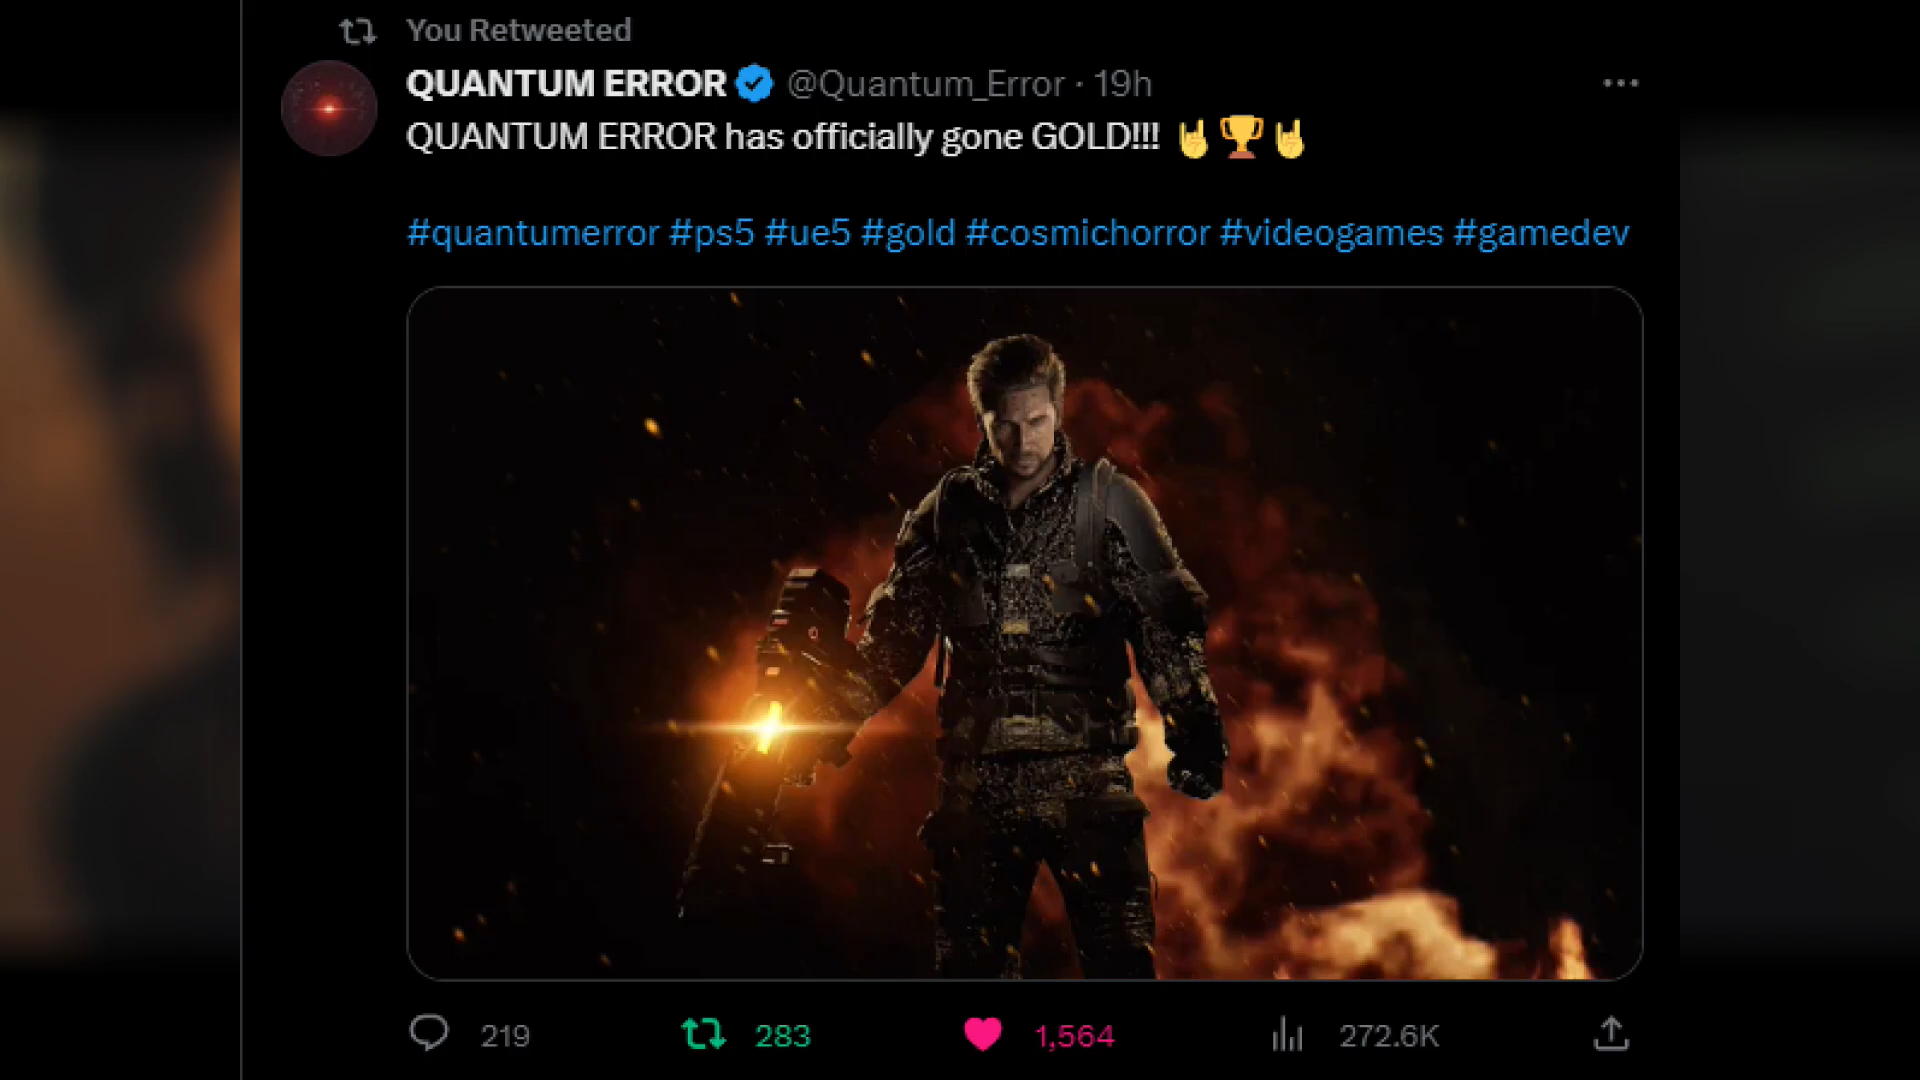 You Retweeted
QUANTUM ERROR @Quantum_Error · 19h
QUANTUM ERROR has officially gone GOLD!!! 🤘🏆🤘
#quantumerror #ps5 #ue5 #gold #cosmichorror #videogames #gamedev
219 283 1,564 272.6K